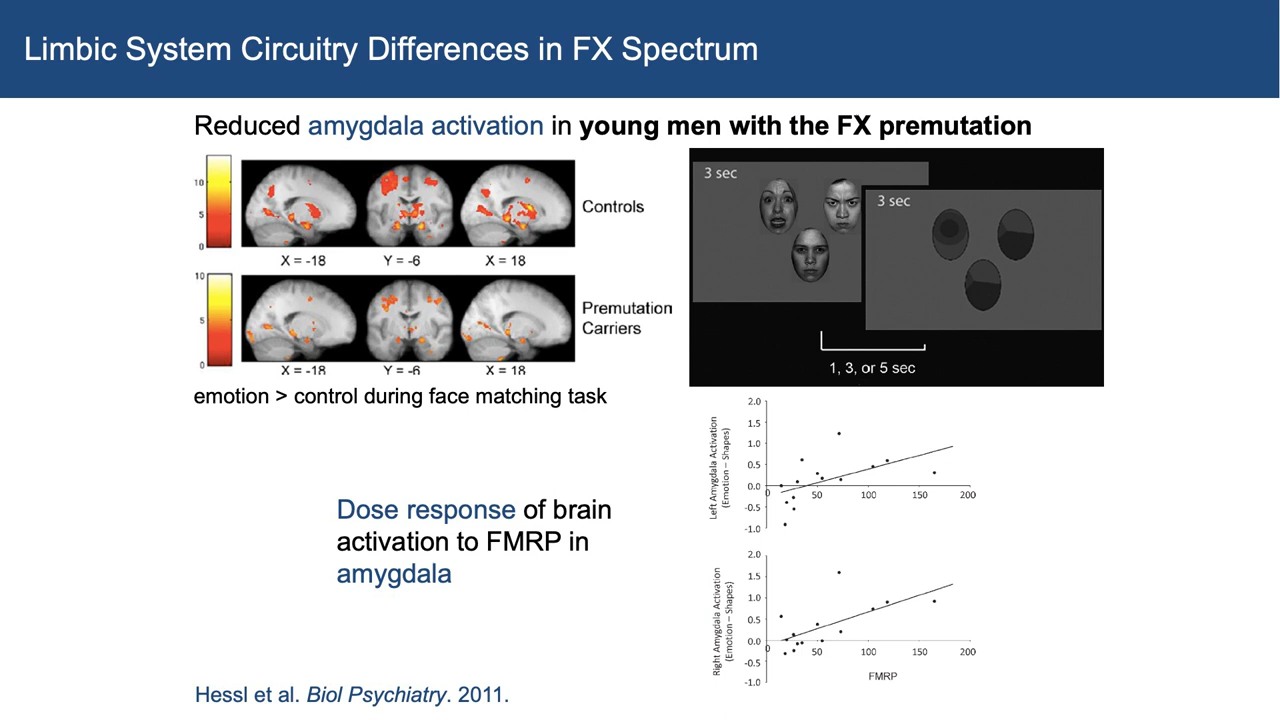 Limbic System Circuitry Differences in FX Spectrum
Reduced amygdala activation in young men with the FX premutation
10
5
0
Controls
X = -18 Y = -6 X = 18
10
5
0
Premutation
Carriers
X = -18 Y = -6 X = 18
emotion > control during face matching task
3 sec
3 sec
1, 3, or 5 sec
Dose response of brain
activation to FMRP in
amygdala
Left Amygdala Activation
(Emotion – Shapes)
2.0
1.5
1.0
0.5
0.0
-0.5
-1.0
0 50 100 150 200
Right Amygdala Activation
(Emotion – Shapes)
2.0
1.5
1.0
0.5
0.0
-0.5
-1.0
0 50 100 150 200
FMRP
Hessl et al. Biol Psychiatry. 2011.